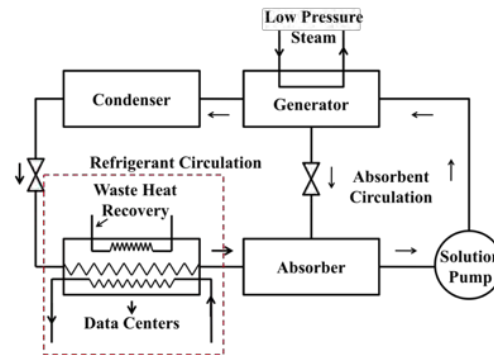 Low Pressure
Steam
Condenser
Generator
Refrigerant Circulation
Waste Heat
Recovery
Absorbent
Circulation
Absorber
Solution
Pump
Data Centers